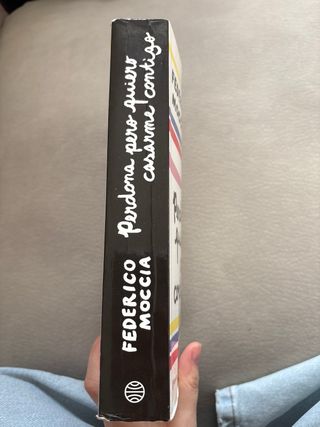 FEDERICO
MOCCIA
Perdona pero quiero
casarme contigo